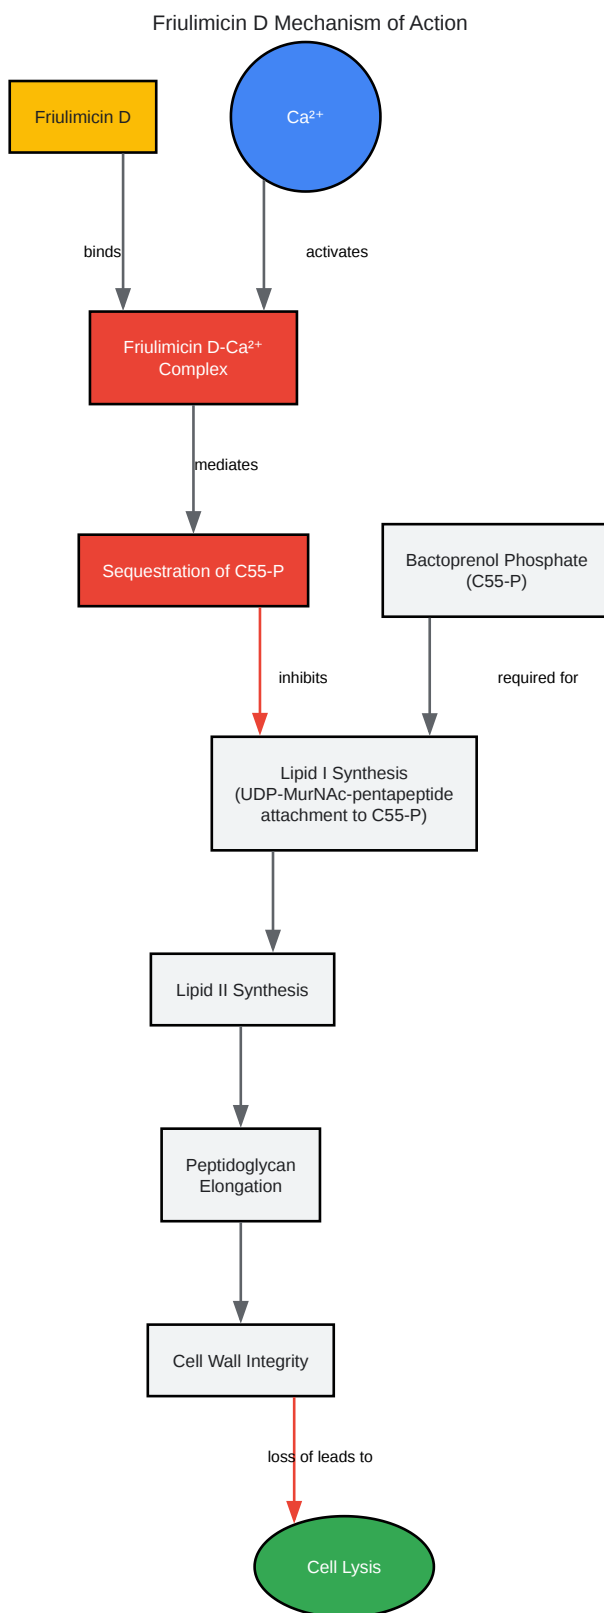 Friulimicin D Mechanism of Action
Friulimicin D
Ca²⁺
binds
activates
Friulimicin D-Ca²⁺
Complex
mediates
Sequestration of C55-P
Bactoprenol Phosphate
(C55-P)
inhibits
required for
Lipid I Synthesis
(UDP-MurNAc-pentapeptide
attachment to C55-P)
Lipid II Synthesis
Peptidoglycan
Elongation
Cell Wall Integrity
loss of leads to
Cell Lysis